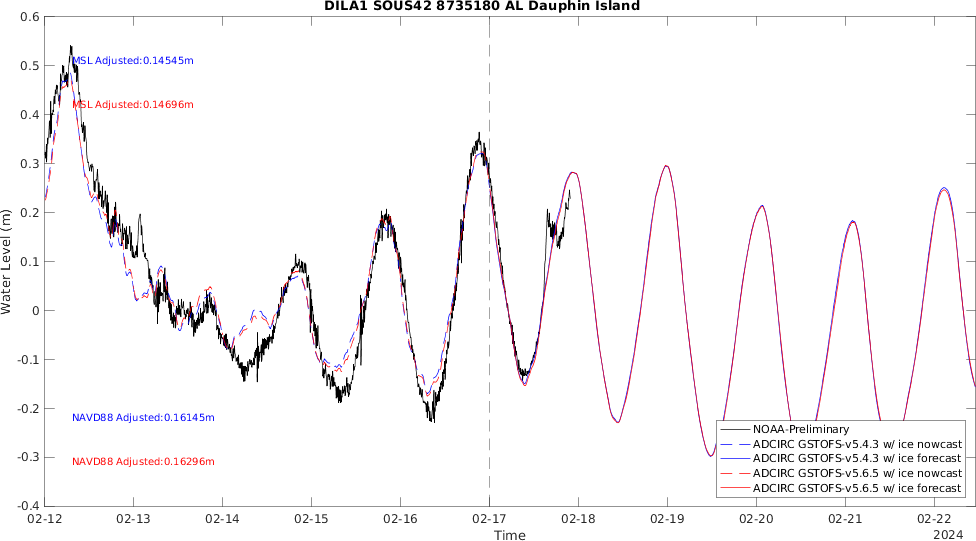 DILA1 SOUS42 8735180 AL Dauphin Island
0.6
0.5
0.4
0.3
0.2
0.1
0
-0.1
-0.2
-0.3
-0.4
Water Level (m)
MSL Adjusted:0.14545m
MSL Adjusted:0.14696m
NAVD88 Adjusted:0.16145m
NAVD88 Adjusted:0.16296m
NOAA-Preliminary
ADCIRC GSTOFS-v5.4.3 w/ ice nowcast
ADCIRC GSTOFS-v5.4.3 w/ ice forecast
ADCIRC GSTOFS-v5.6.5 w/ ice nowcast
ADCIRC GSTOFS-v5.6.5 w/ ice forecast
02-12 02-13 02-14 02-15 02-16 02-17 02-18 02-19 02-20 02-21 02-22
Time
2024